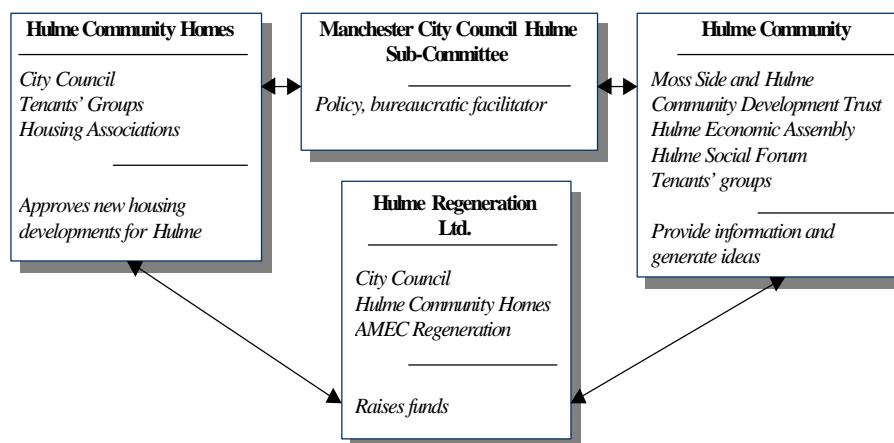 Hulme Community Homes
City Council
Tenants’ Groups
Housing Associations
Approves new housing
developments for Hulme
Manchester City Council Hulme
Sub-Committee
Policy, bureaucratic facilitator
Hulme Community
Moss Side and Hulme
Community Development Trust
Hulme Economic Assembly
Hulme Social Forum
Tenants’ groups
Provide information and
generate ideas
Hulme Regeneration
Ltd.
City Council
Hulme Community Homes
AMEC Regeneration
Raises funds